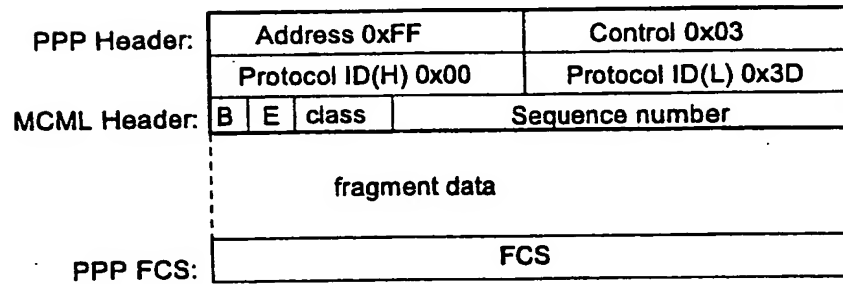 PPP Header: Address 0xFF Control 0x03
Protocol ID(H) 0x00 Protocol ID(L) 0x3D
MCML Header: B E class Sequence number
fragment data
PPP FCS: FCS